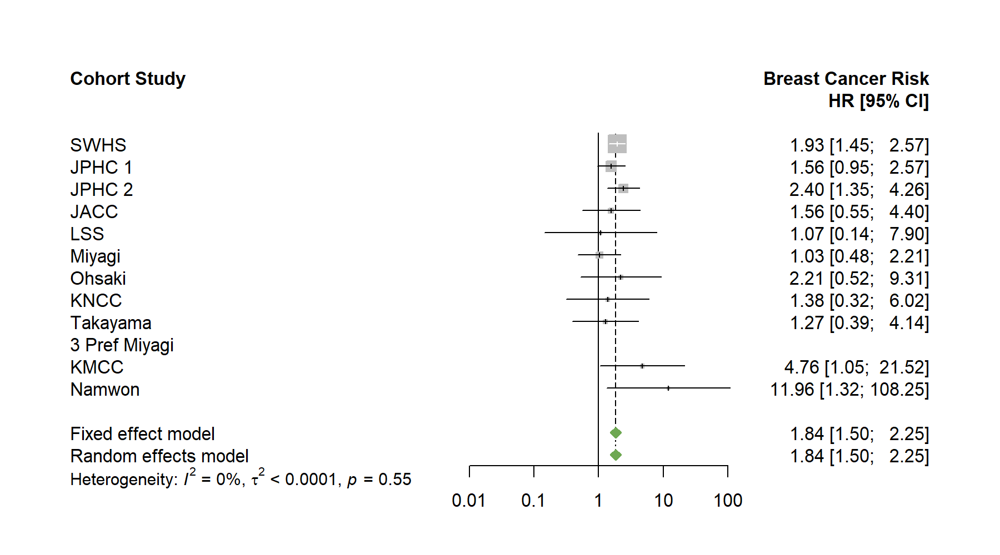 Cohort Study Breast Cancer Risk
HR [95% CI]
SWHS 1.93 [1.45; 2.57]
JPHC 1 1.56 [0.95; 2.57]
JPHC 2 2.40 [1.35; 4.26]
JACC 1.56 [0.55; 4.40]
LSS 1.07 [0.14; 7.90]
Miyagi 1.03 [0.48; 2.21]
Ohsaki 2.21 [0.52; 9.31]
KNCC 1.38 [0.32; 6.02]
Takayama 1.27 [0.39; 4.14]
3 Pref Miyagi
KMCC 4.76 [1.05; 21.52]
Namwon 11.96 [1.32; 108.25]
Fixed effect model 1.84 [1.50; 2.25]
Random effects model 1.84 [1.50; 2.25]
Heterogeneity: I² = 0%, τ² < 0.0001, p = 0.55
0.01 0.1 1 10 100